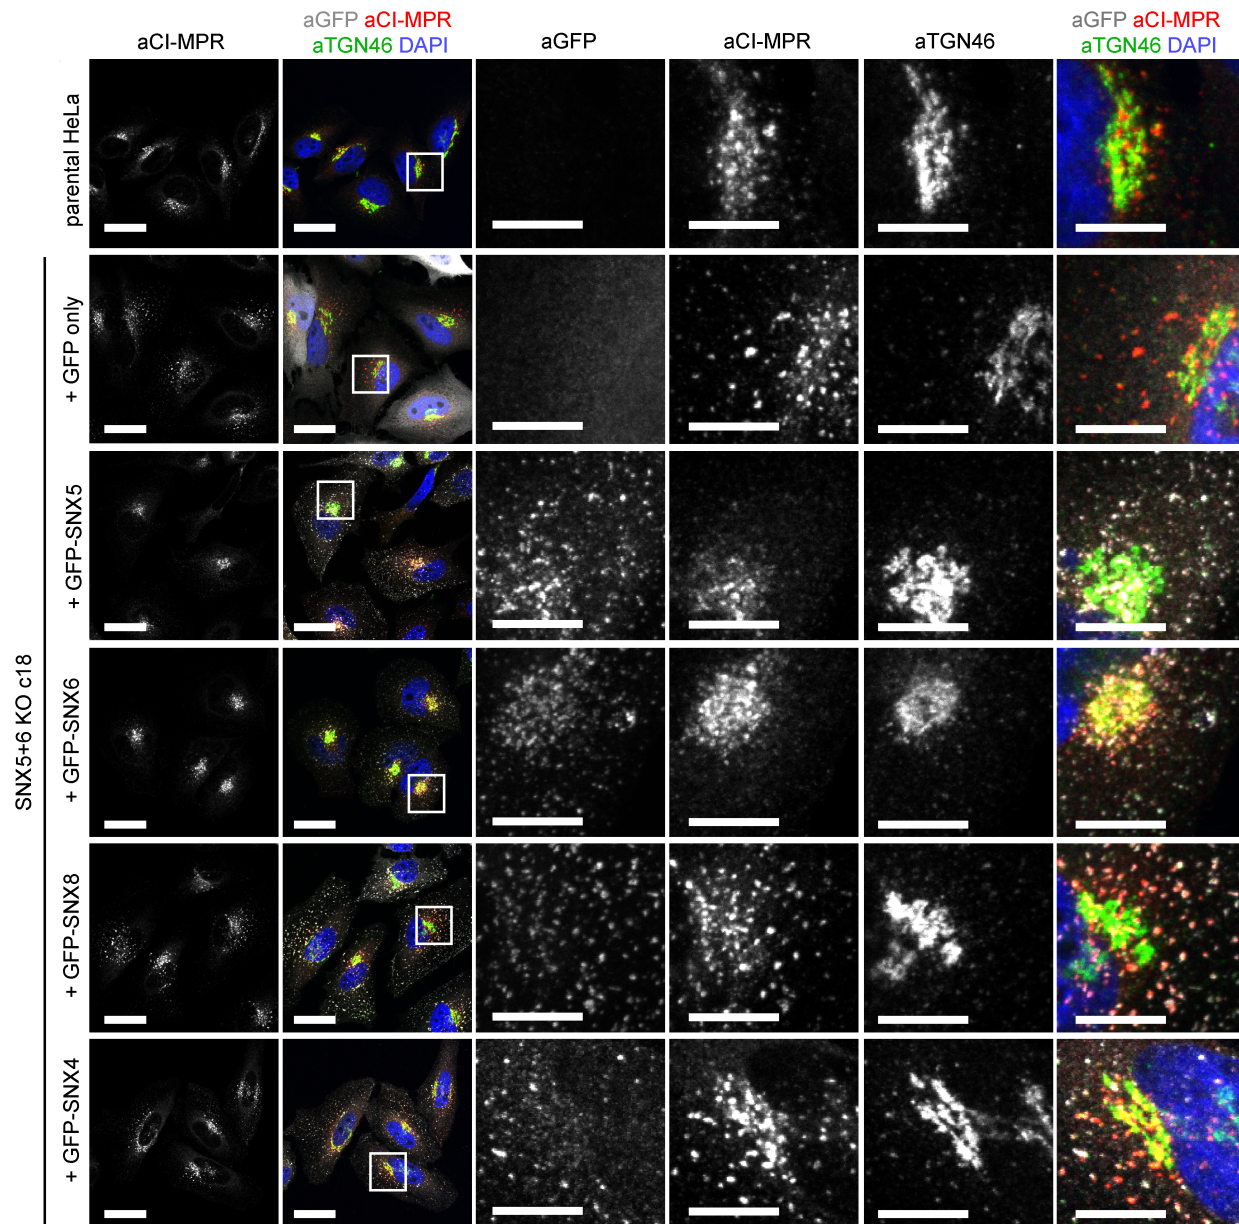 aGFP aCI-MPR
aGFP aCI-MPR
aCI-MPR
aTGN46 DAPI
aGFP
aCI-MPR
aTGN46
aTGN46 DAPI
parental HeLa
SNX5+6 KO c18
+ GFP only
+ GFP-SNX5
+ GFP-SNX6
+ GFP-SNX8
+ GFP-SNX4